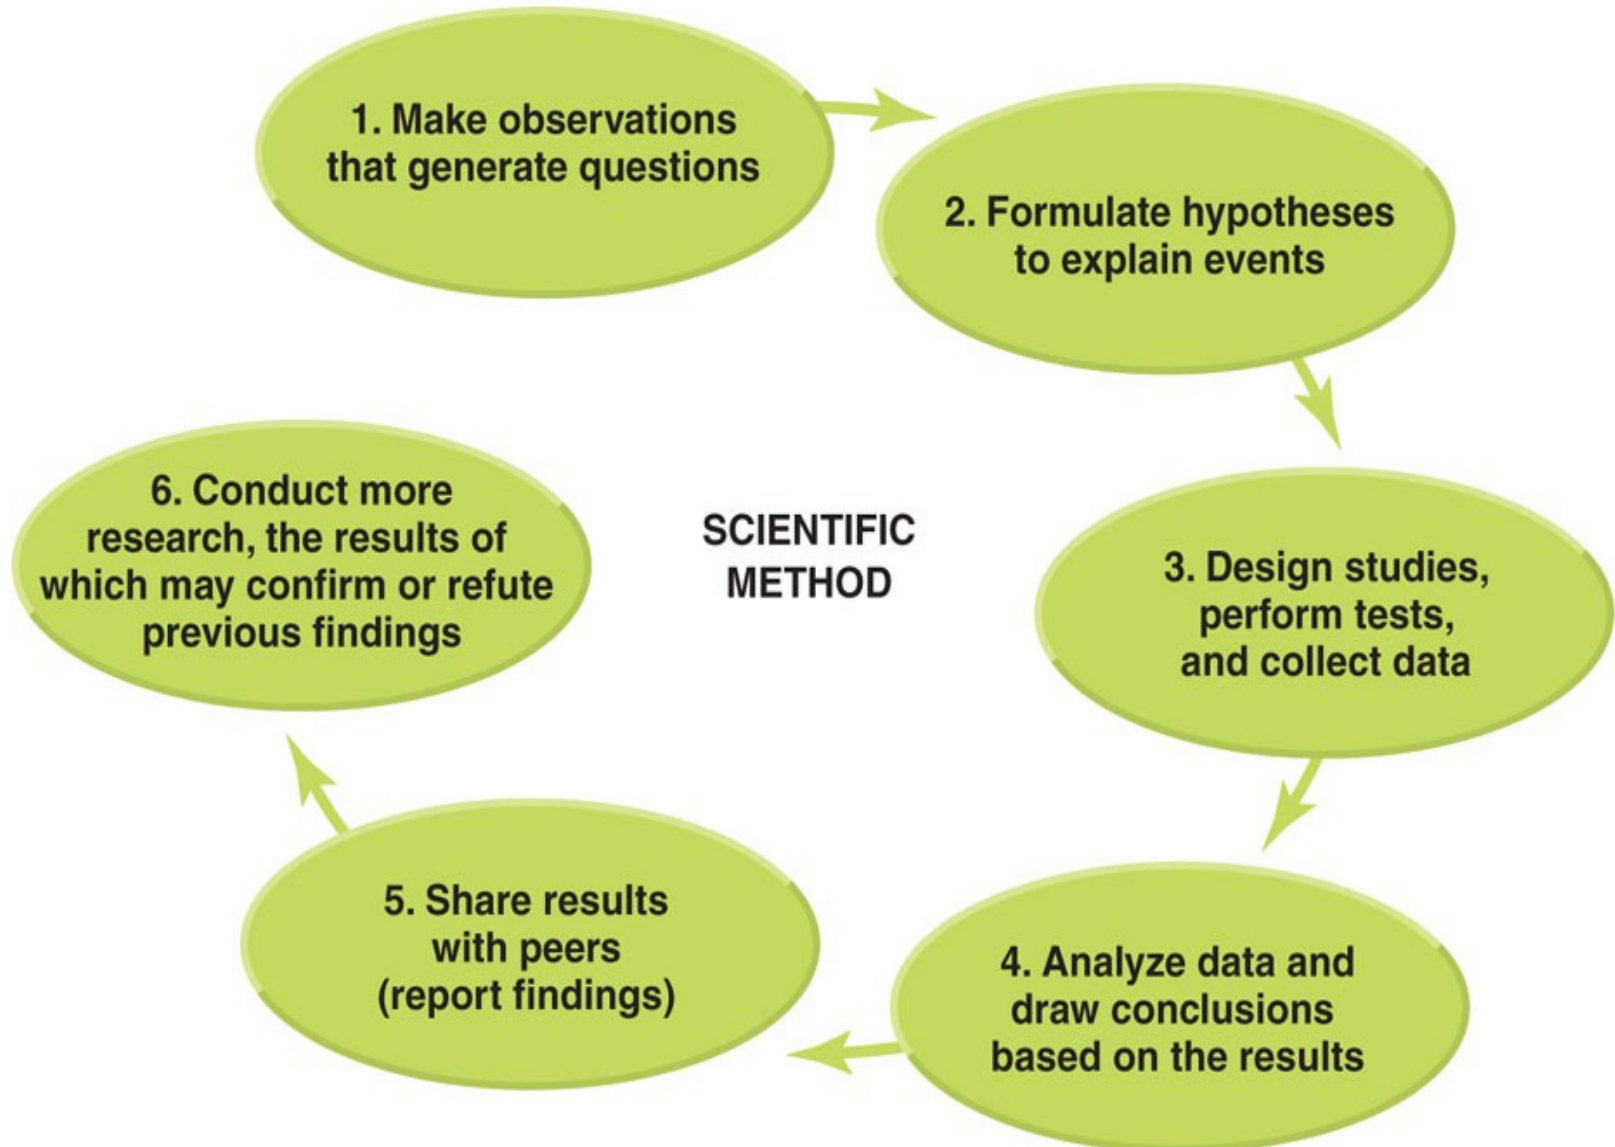 1. Make observations
that generate questions
2. Formulate hypotheses
to explain events
3. Design studies,
perform tests,
and collect data
4. Analyze data and
draw conclusions
based on the results
5. Share results
with peers
(report findings)
6. Conduct more
research, the results of
which may confirm or refute
previous findings
SCIENTIFIC
METHOD